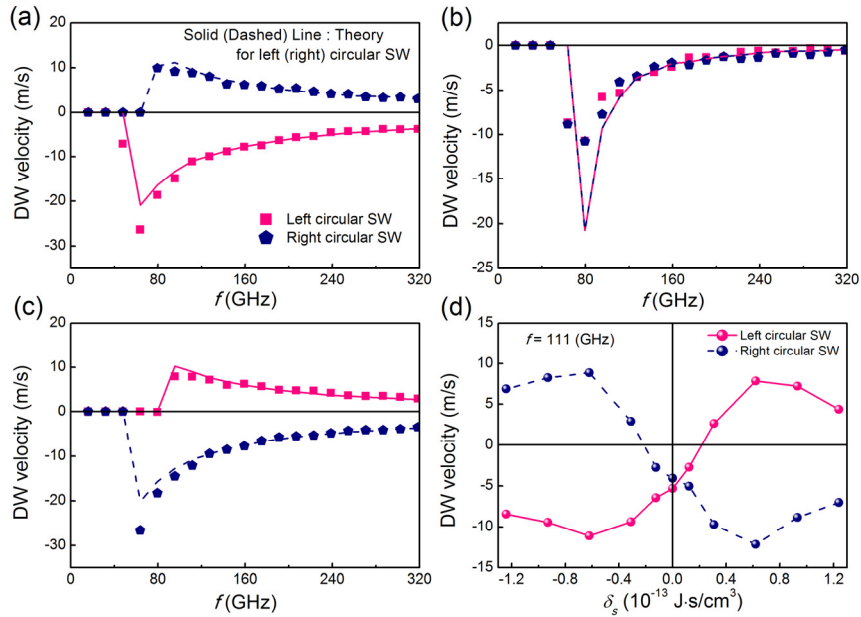 (a)
Solid (Dashed) Line : Theory
for left (right) circular SW
DW velocity (m/s)
20
10
0
-10
-20
-30
Left circular SW
Right circular SW
0 80 160 240 320
f (GHz)
(b)
DW velocity (m/s)
0
-5
-10
-15
-20
-25
0 80 160 240 320
f (GHz)
(c)
DW velocity (m/s)
20
10
0
-10
-20
-30
0 80 160 240 320
f (GHz)
(d)
f = 111 (GHz)
Left circular SW
Right circular SW
DW velocity (m/s)
15
10
5
0
-5
-10
-15
-1.2 -0.8 -0.4 0.0 0.4 0.8 1.2
δs (10-13 J·s/cm3)